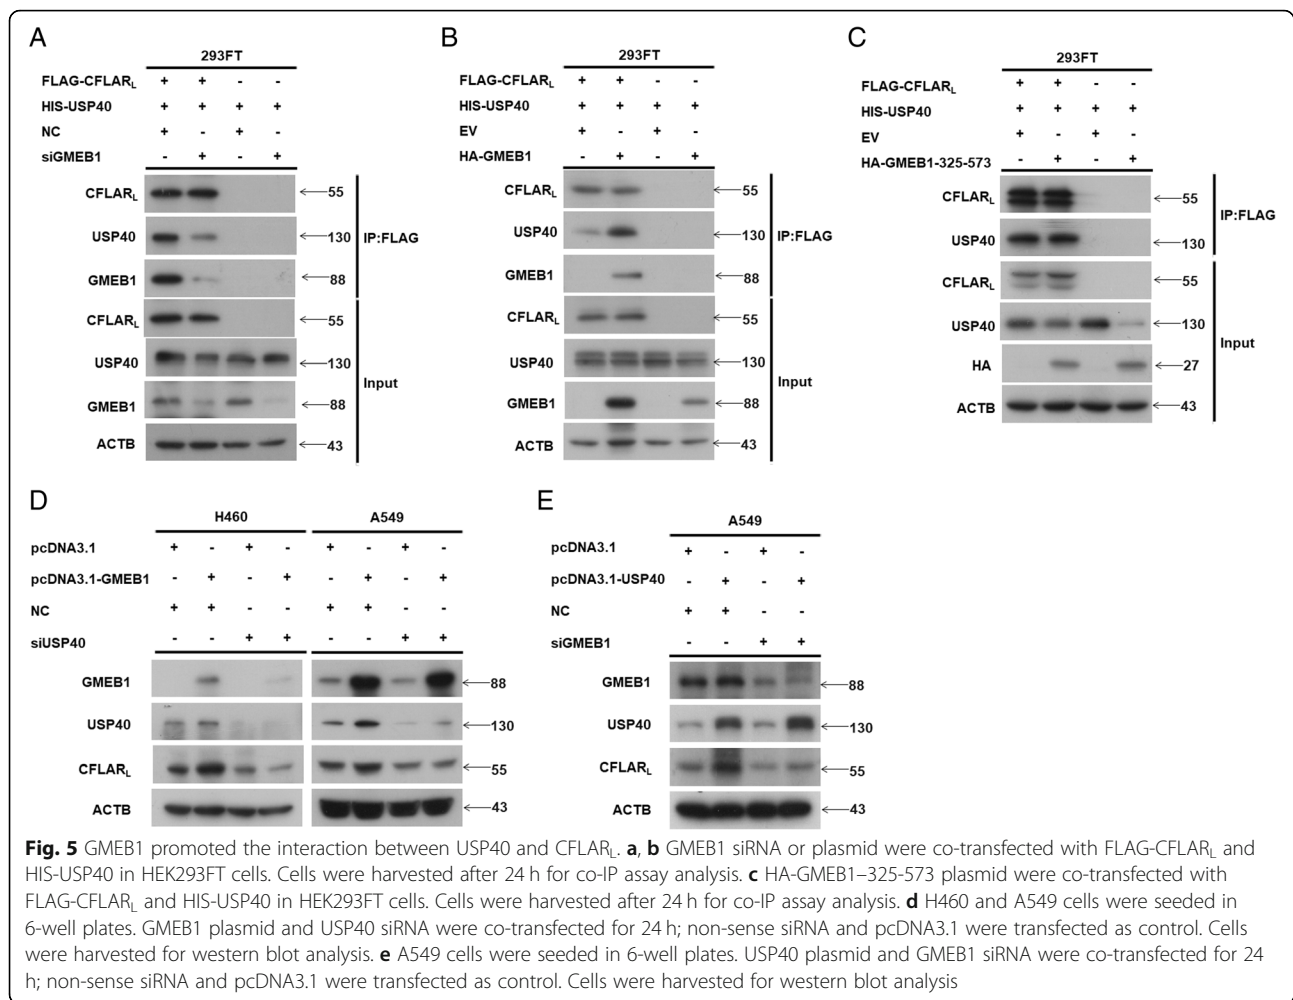 A
293FT
FLAG-CFLARL + + - -
HIS-USP40 + + + +
NC + - + -
siGMEB1 - + - +
CFLARL 55
USP40 130
GMEB1 88
IP:FLAG
CFLARL 55
USP40 130
GMEB1 88
ACTB 43
Input
B
293FT
FLAG-CFLARL + + - -
HIS-USP40 + + + +
EV + - + -
HA-GMEB1 - + - +
CFLARL 55
USP40 130
GMEB1 88
IP:FLAG
CFLARL 55
USP40 130
GMEB1 88
ACTB 43
Input
C
293FT
FLAG-CFLARL + + - -
HIS-USP40 + + + +
EV + - + -
HA-GMEB1-325-573 - + - +
CFLARL 55
USP40 130
IP:FLAG
CFLARL 55
USP40 130
HA 27
ACTB 43
Input
D
H460 A549
pcDNA3.1 + - + - + - + -
pcDNA3.1-GMEB1 - + - + - + - +
NC + + - - + + - -
siUSP40 - - + + - - + +
GMEB1 88
USP40 130
CFLARL 55
ACTB 43
E
A549
pcDNA3.1 + - + -
pcDNA3.1-USP40 - + - +
NC + + - -
siGMEB1 - - + +
GMEB1 88
USP40 130
CFLARL 55
ACTB 43
Fig. 5 GMEB1 promoted the interaction between USP40 and CFLARL. a, b GMEB1 siRNA or plasmid were co-transfected with FLAG-CFLARL and
HIS-USP40 in HEK293FT cells. Cells were harvested after 24 h for co-IP assay analysis. c HA-GMEB1–325-573 plasmid were co-transfected with
FLAG-CFLARL and HIS-USP40 in HEK293FT cells. Cells were harvested after 24 h for co-IP assay analysis. d H460 and A549 cells were seeded in
6-well plates. GMEB1 plasmid and USP40 siRNA were co-transfected for 24 h; non-sense siRNA and pcDNA3.1 were transfected as control. Cells
were harvested for western blot analysis. e A549 cells were seeded in 6-well plates. USP40 plasmid and GMEB1 siRNA were co-transfected for 24
h; non-sense siRNA and pcDNA3.1 were transfected as control. Cells were harvested for western blot analysis